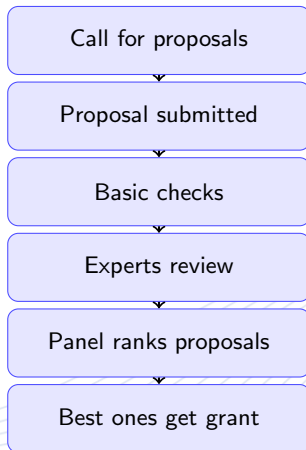 Call for proposals
Proposal submitted
Basic checks
Experts review
Panel ranks proposals
Best ones get grant